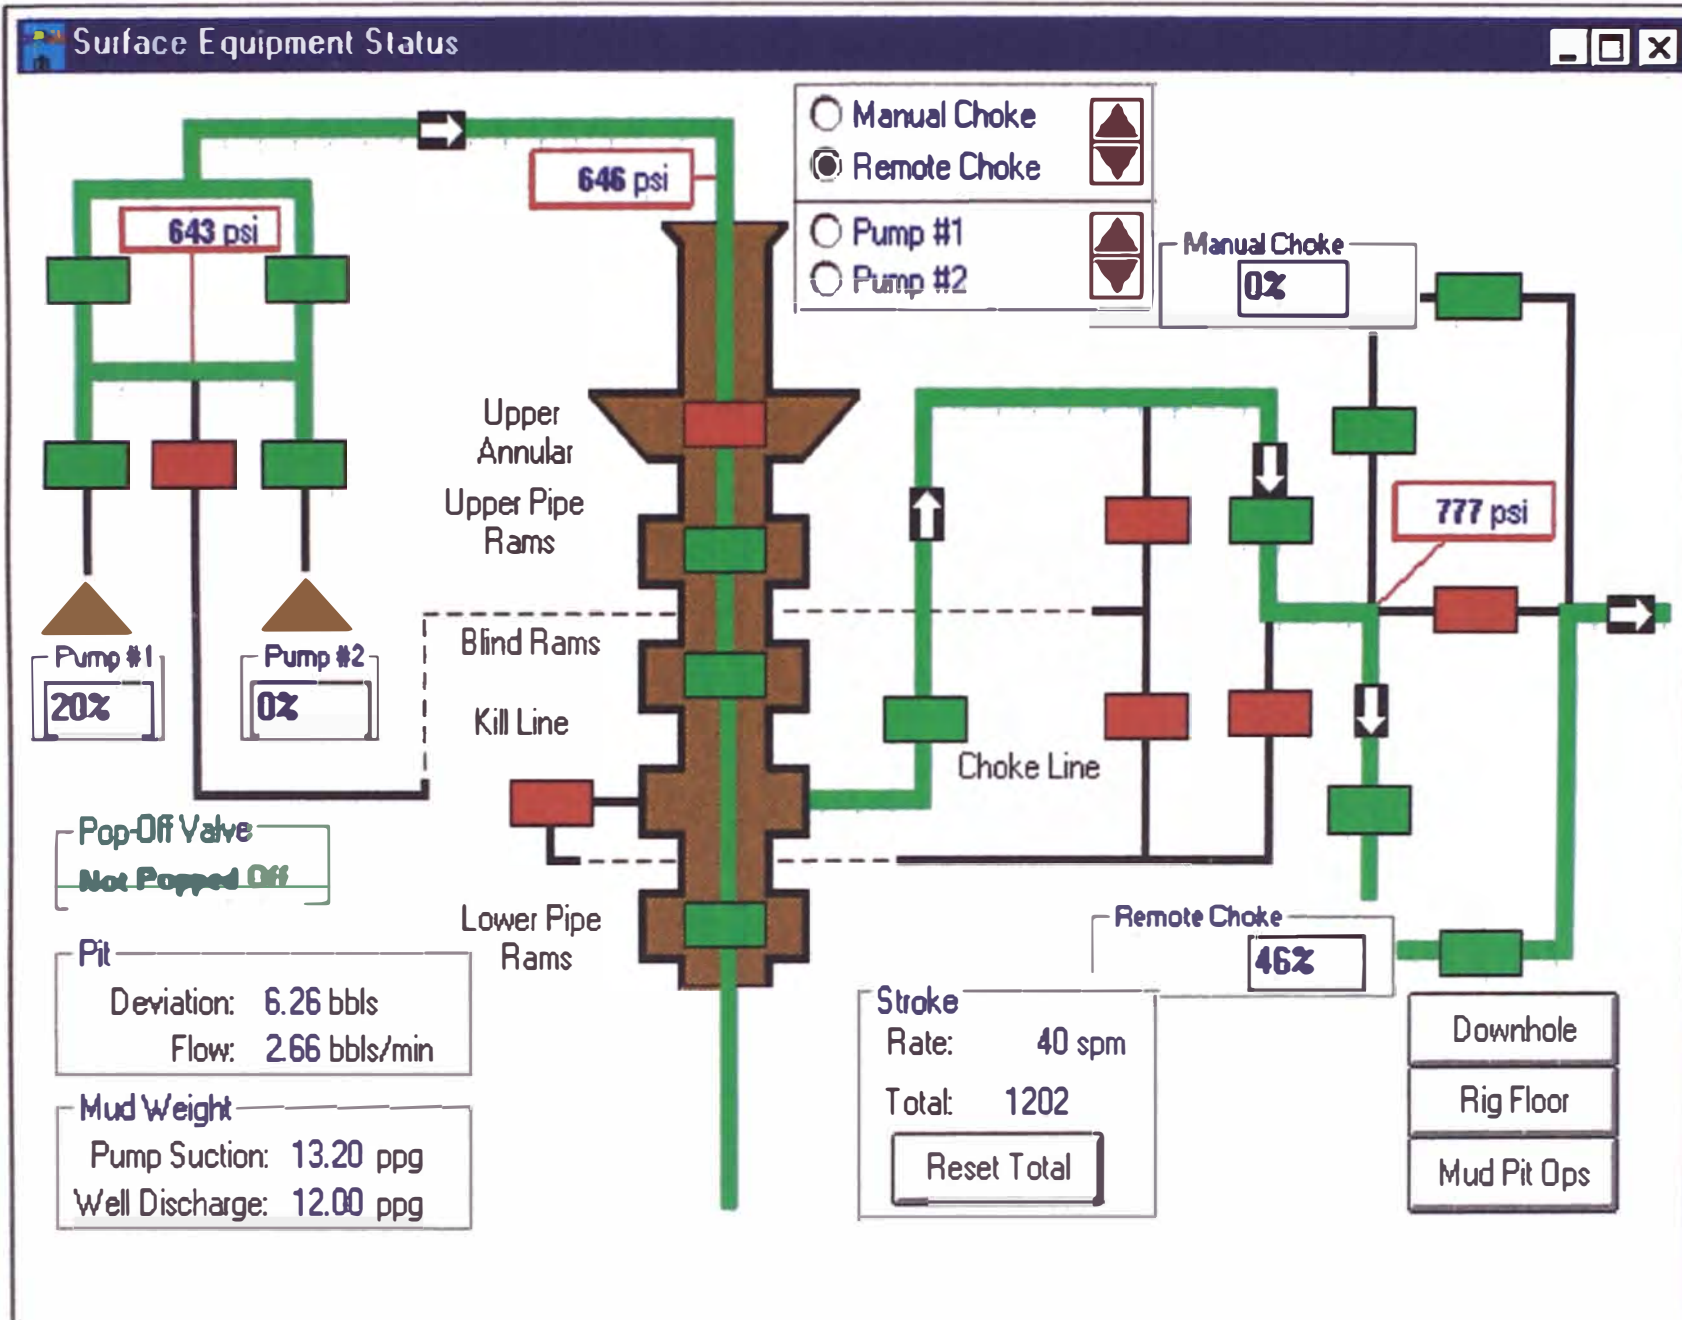 Surface Equipment Status
Manual Choke
Remote Choke
Pump #1
Pump #2
646 psi
643 psi
Manual Choke
0%
Upper
Annular
Upper Pipe
Rams
777 psi
Blind Rams
Pump #1
20%
Pump #2
0%
Kill Line
Choke Line
Pop-Off Valve
Not Popped Off
Lower Pipe
Rams
Remote Choke
46%
Pit
Deviation: 6.26 bbls
Flow: 2.66 bbls/min
Stroke
Rate: 40 spm
Total: 1202
Reset Total
Downhole
Rig Floor
Mud Pit Ops
Mud Weight
Pump Suction: 13.20 ppg
Well Discharge: 12.00 ppg